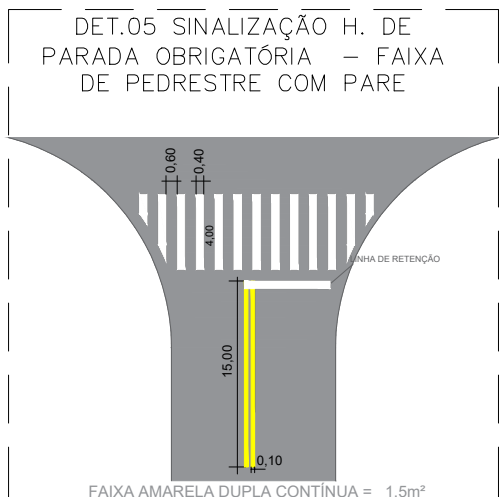 DET.05 SINALIZAÇÃO H. DE
PARADA OBRIGATÓRIA – FAIXA
DE PEDRESTRE COM PARE
0,60
0,40
4,00
LINHA DE RETENÇÃO
15,00
0,10
FAIXA AMARELA DUPLA CONTÍNUA = 1,5m²